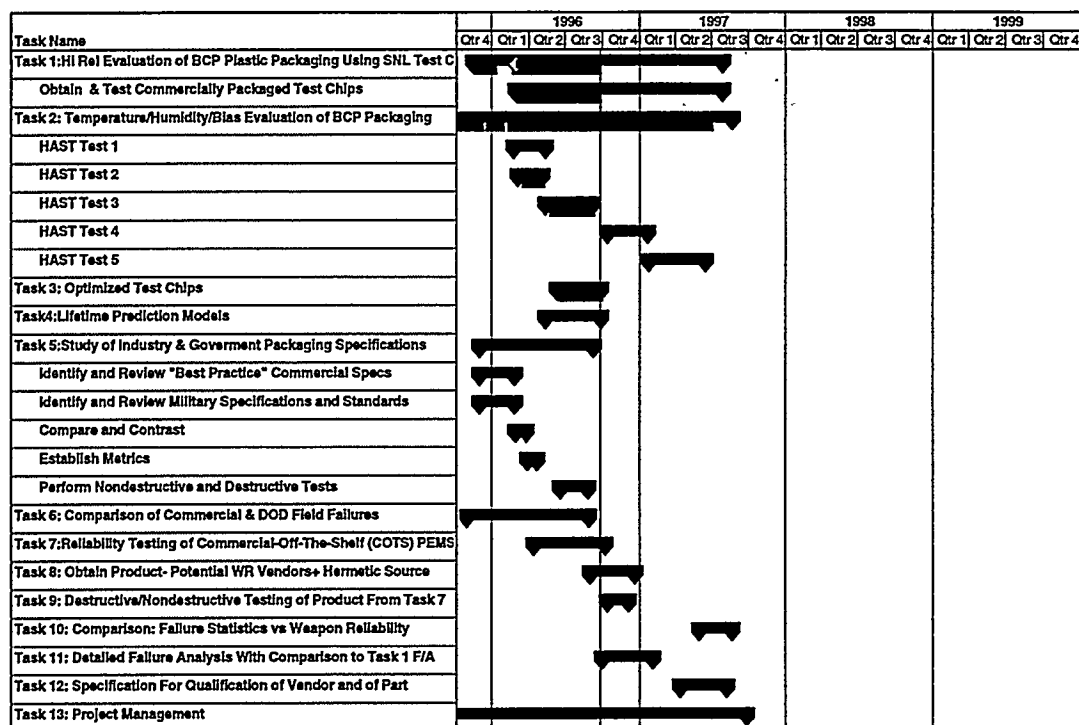 1996 1997 1998 1999
Task Name Qtr 4 Qtr 1 Qtr 2 Qtr 3 Qtr 4 Qtr 1 Qtr 2 Qtr 3 Qtr 4 Qtr 1 Qtr 2 Qtr 3 Qtr 4 Qtr 1 Qtr 2 Qtr 3 Qtr 4
Task 1:Hi Rel Evaluation of BCP Plastic Packaging Using SNL Test C
Obtain & Test Commercially Packaged Test Chips
Task 2: Temperature/Humidity/Bias Evaluation of BCP Packaging
HAST Test 1
HAST Test 2
HAST Test 3
HAST Test 4
HAST Test 5
Task 3: Optimized Test Chips
Task4:Lifetime Prediction Models
Task 5:Study of Industry & Goverment Packaging Specifications
Identify and Review "Best Practice" Commercial Specs
Identify and Review Military Specifications and Standards
Compare and Contrast
Establish Metrics
Perform Nondestructive and Destructive Tests
Task 6: Comparison of Commercial & DOD Field Failures
Task 7:Reliability Testing of Commercial-Off-The-Shelf (COTS) PEMS
Task 8: Obtain Product- Potential WR Vendors+ Hermetic Source
Task 9: Destructive/Nondestructive Testing of Product From Task 7
Task 10: Comparison: Failure Statistics vs Weapon Reliability
Task 11: Detailed Failure Analysis With Comparison to Task 1 F/A
Task 12: Specification For Qualification of Vendor and of Part
Task 13: Project Management